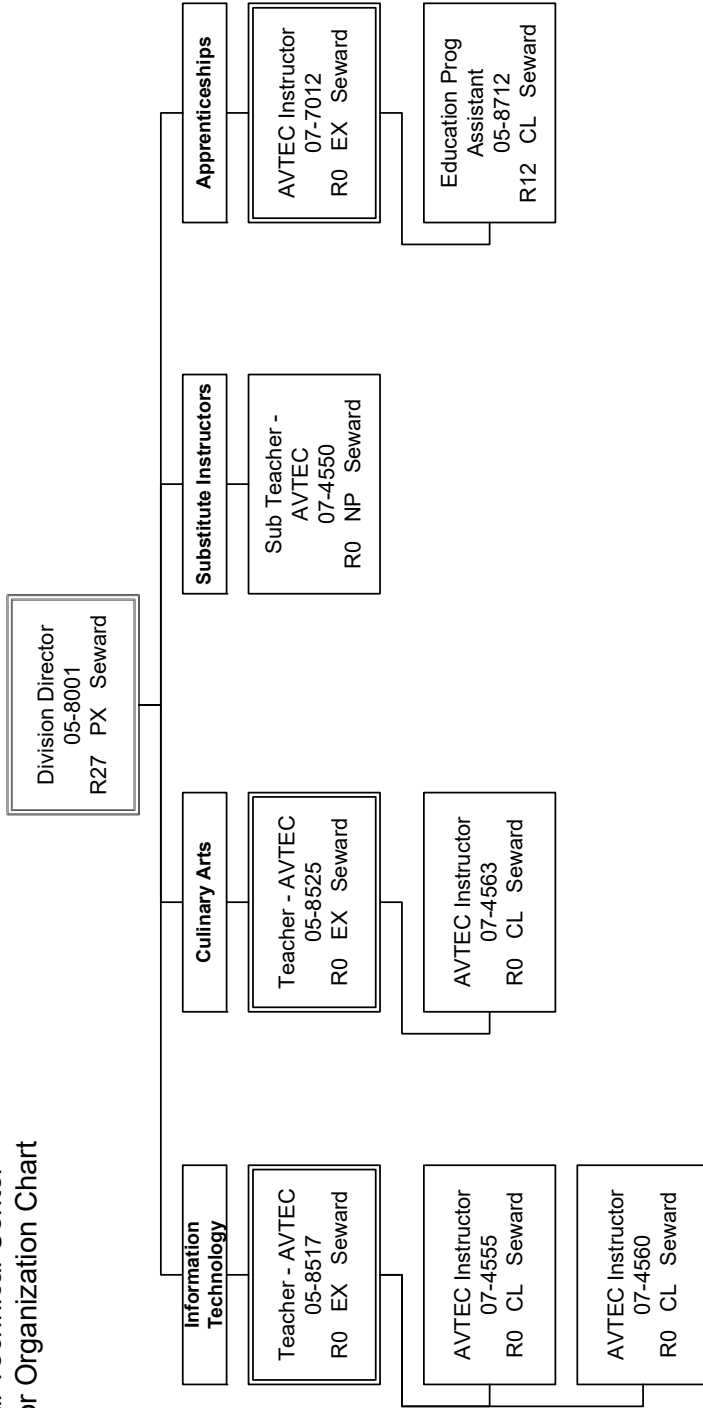 Technical Center
Organization Chart
Division Director
05-8001
R27 PX Seward
Information
Technology
Teacher - AVTEC
05-8517
R0 EX Seward
AVTEC Instructor
07-4555
R0 CL Seward
AVTEC Instructor
07-4560
R0 CL Seward
Culinary Arts
Teacher - AVTEC
05-8525
R0 EX Seward
AVTEC Instructor
07-4563
R0 CL Seward
Substitute Instructors
Sub Teacher -
AVTEC
07-4550
R0 NP Seward
Apprenticeships
AVTEC Instructor
07-7012
R0 EX Seward
Education Prog
Assistant
05-8712
R12 CL Seward